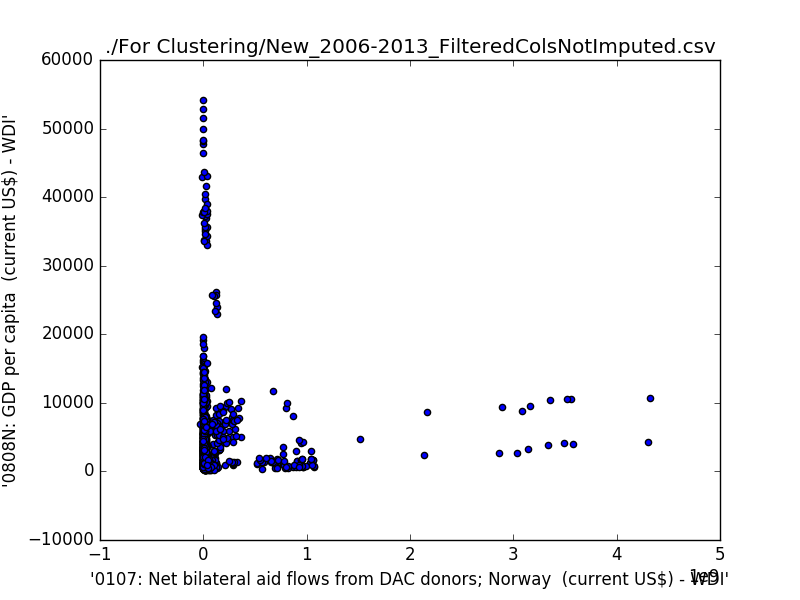 ./For Clustering/New_2006-2013_FilteredColsNotImputed.csv
60000
50000
40000
30000
20000
10000
0
−10000
'0808N: GDP per capita  (current US$) - WDI'
−1 0 1 2 3 4 5
1e9
'0107: Net bilateral aid flows from DAC donors; Norway  (current US$) - WDI'